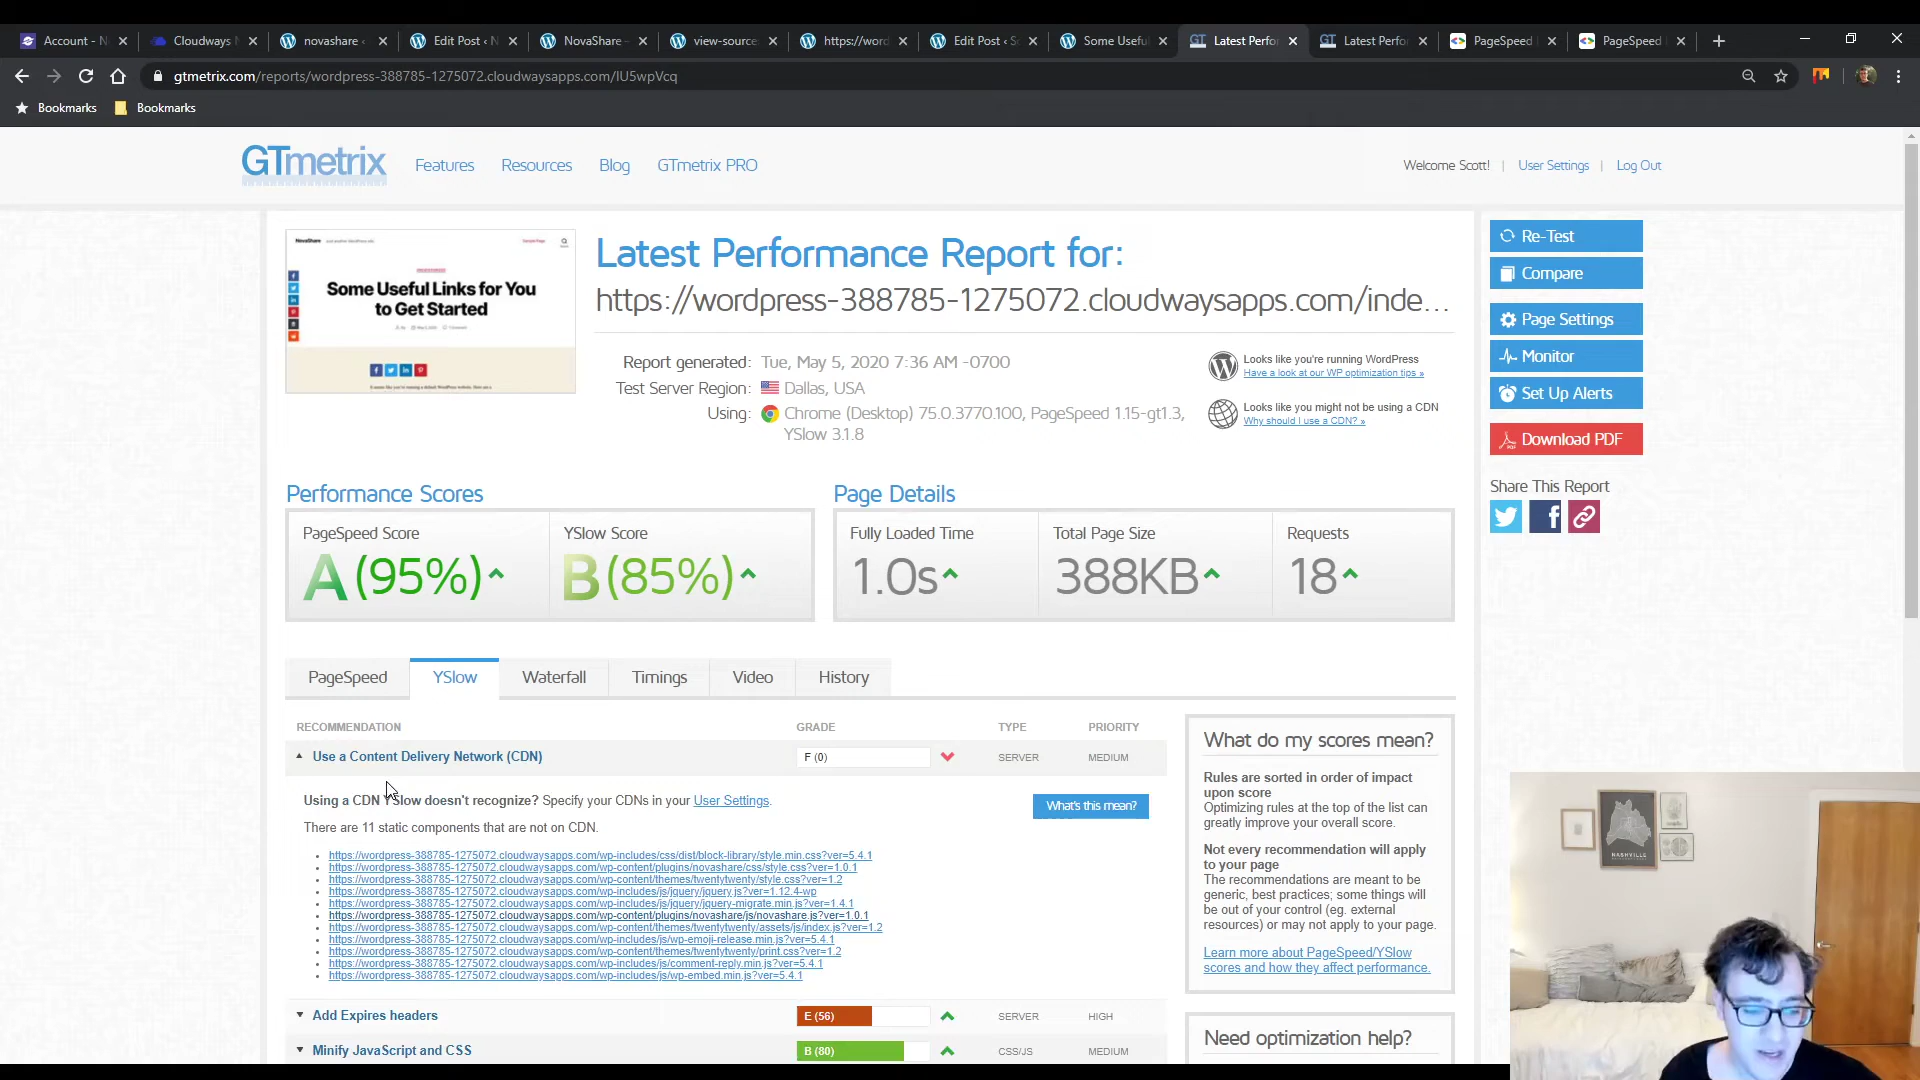 Account - N
Cloudways
novashare ‹
Edit Post ‹ N
NovaShare –
view-source
https://word
Edit Post ‹ S
Some Useful
Latest Perfo
Latest Perfo
PageSpeed
PageSpeed
gtmetrix.com/reports/wordpress-388785-1275072.cloudwaysapps.com/IU5wpVcq
Bookmarks
Bookmarks
GTmetrix
Features
Resources
Blog
GTmetrix PRO
Welcome Scott!
User Settings
Log Out
NovaShare
Some Useful Links for You
to Get Started
Latest Performance Report for:
https://wordpress-388785-1275072.cloudwaysapps.com/inde...
Report generated: Tue, May 5, 2020 7:36 AM -0700
Test Server Region: Dallas, USA
Using: Chrome (Desktop) 75.0.3770.100, PageSpeed 1.15-gt1.3,
YSlow 3.1.8
Looks like you're running WordPress
Have a look at our WP optimization tips »
Looks like you might not be using a CDN
Why should I use a CDN? »
Re-Test
Compare
Page Settings
Monitor
Set Up Alerts
Download PDF
Share This Report
Performance Scores
PageSpeed Score
A (95%)
YSlow Score
B (85%)
Page Details
Fully Loaded Time
1.0s
Total Page Size
388KB
Requests
18
PageSpeed
YSlow
Waterfall
Timings
Video
History
RECOMMENDATION
GRADE
TYPE
PRIORITY
Use a Content Delivery Network (CDN)
F (0)
SERVER
MEDIUM
Using a CDN YSlow doesn't recognize? Specify your CDNs in your User Settings.
What's this mean?
There are 11 static components that are not on CDN.
https://wordpress-388785-1275072.cloudwaysapps.com/wp-includes/css/dist/block-library/style.min.css?ver=5.4.1
https://wordpress-388785-1275072.cloudwaysapps.com/wp-content/plugins/novashare/css/style.css?ver=1.0.1
https://wordpress-388785-1275072.cloudwaysapps.com/wp-content/themes/twentytwenty/style.css?ver=1.2
https://wordpress-388785-1275072.cloudwaysapps.com/wp-includes/js/jquery/jquery.js?ver=1.12.4-wp
https://wordpress-388785-1275072.cloudwaysapps.com/wp-includes/js/jquery/jquery-migrate.min.js?ver=1.4.1
https://wordpress-388785-1275072.cloudwaysapps.com/wp-content/plugins/novashare/js/novashare.js?ver=1.0.1
https://wordpress-388785-1275072.cloudwaysapps.com/wp-content/themes/twentytwenty/assets/js/index.js?ver=1.2
https://wordpress-388785-1275072.cloudwaysapps.com/wp-includes/js/wp-emoji-release.min.js?ver=5.4.1
https://wordpress-388785-1275072.cloudwaysapps.com/wp-content/themes/twentytwenty/print.css?ver=1.2
https://wordpress-388785-1275072.cloudwaysapps.com/wp-includes/js/comment-reply.min.js?ver=5.4.1
https://wordpress-388785-1275072.cloudwaysapps.com/wp-includes/js/wp-embed.min.js?ver=5.4.1
Add Expires headers
E (56)
SERVER
HIGH
Minify JavaScript and CSS
B (80)
CSS/JS
MEDIUM
What do my scores mean?
Rules are sorted in order of impact
upon score
Optimizing rules at the top of the list can
greatly improve your overall score.
Not every recommendation will apply
to your page
The recommendations are meant to be
generic, best practices; some things will
be out of your control (eg. external
resources) or may not apply to your page.
Learn more about PageSpeed/YSlow
scores and how they affect performance.
Need optimization help?
NASHVILLE